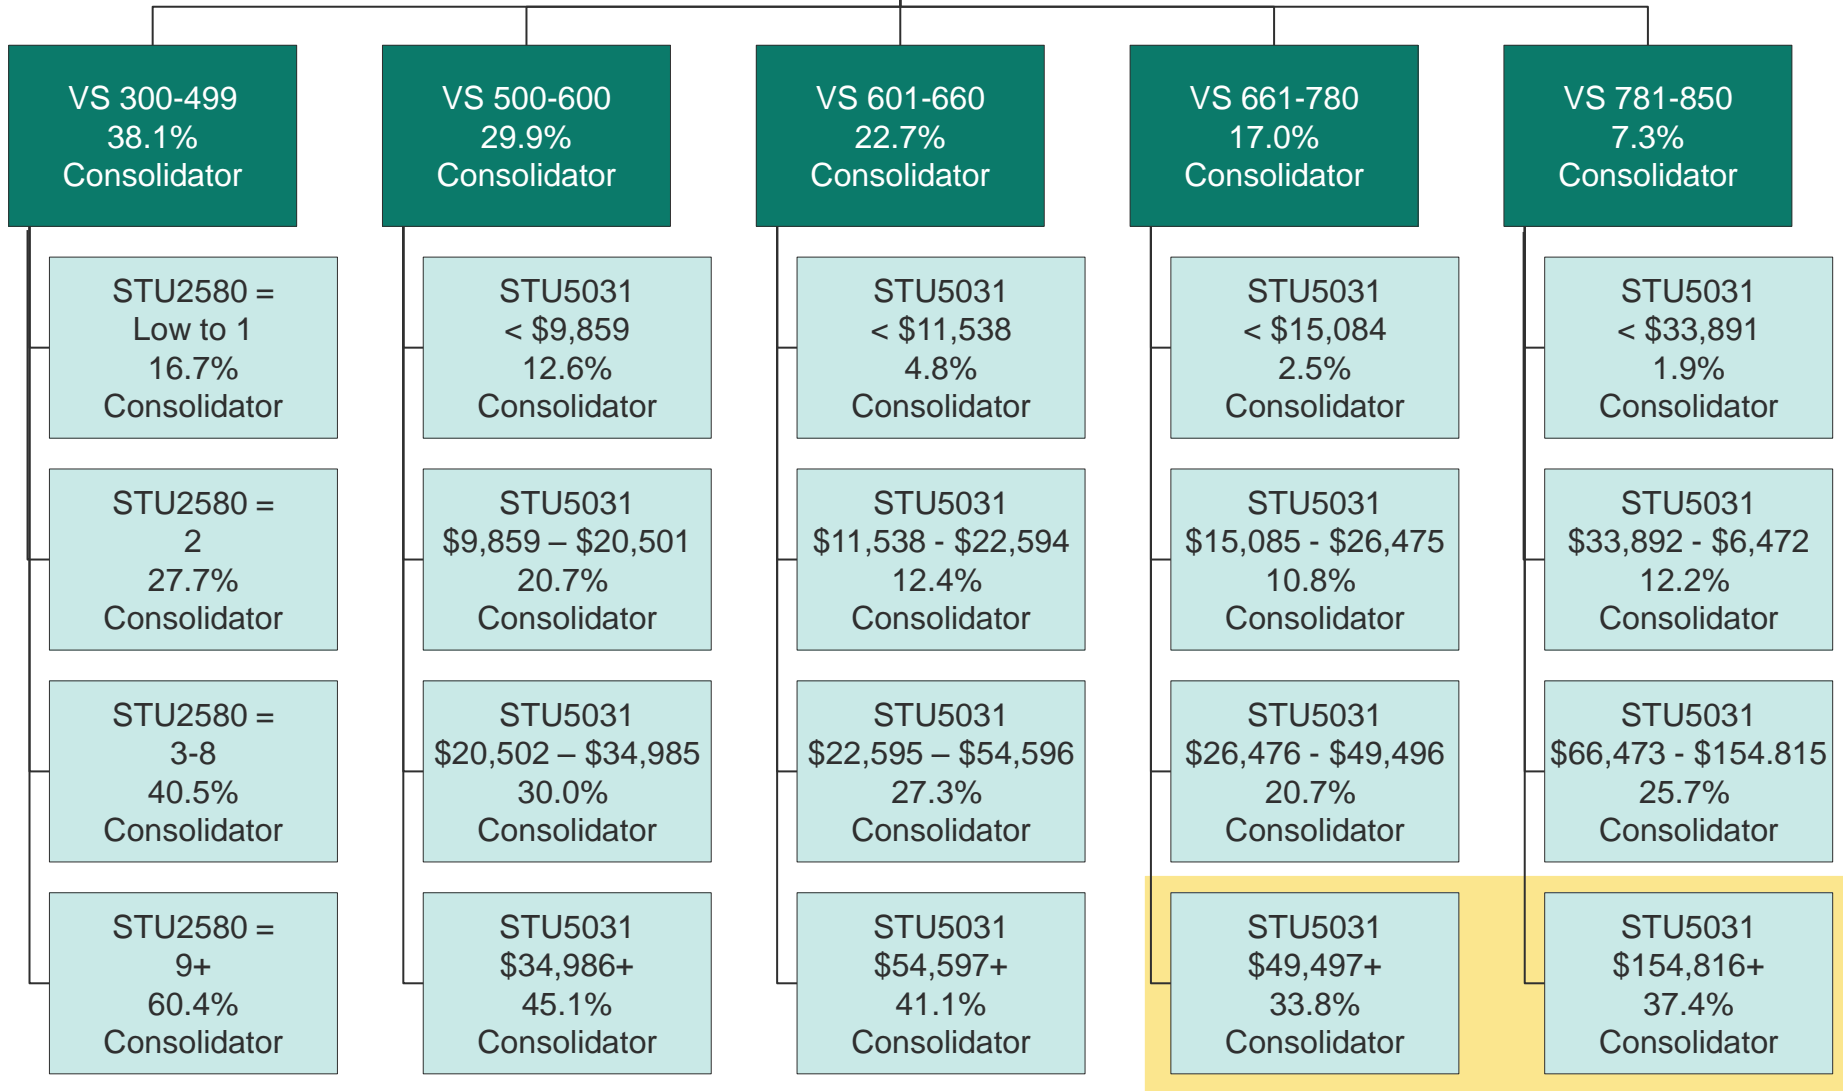 VS 300-499
38.1%
Consolidator
VS 500-600
29.9%
Consolidator
VS 601-660
22.7%
Consolidator
VS 661-780
17.0%
Consolidator
VS 781-850
7.3%
Consolidator
STU2580 =
Low to 1
16.7%
Consolidator
STU5031
< $9,859
12.6%
Consolidator
STU5031
< $11,538
4.8%
Consolidator
STU5031
< $15,084
2.5%
Consolidator
STU5031
< $33,891
1.9%
Consolidator
STU2580 =
2
27.7%
Consolidator
STU5031
$9,859 – $20,501
20.7%
Consolidator
STU5031
$11,538 - $22,594
12.4%
Consolidator
STU5031
$15,085 - $26,475
10.8%
Consolidator
STU5031
$33,892 - $6,472
12.2%
Consolidator
STU2580 =
3-8
40.5%
Consolidator
STU5031
$20,502 – $34,985
30.0%
Consolidator
STU5031
$22,595 – $54,596
27.3%
Consolidator
STU5031
$26,476 - $49,496
20.7%
Consolidator
STU5031
$66,473 - $154.815
25.7%
Consolidator
STU2580 =
9+
60.4%
Consolidator
STU5031
$34,986+
45.1%
Consolidator
STU5031
$54,597+
41.1%
Consolidator
STU5031
$49,497+
33.8%
Consolidator
STU5031
$154,816+
37.4%
Consolidator